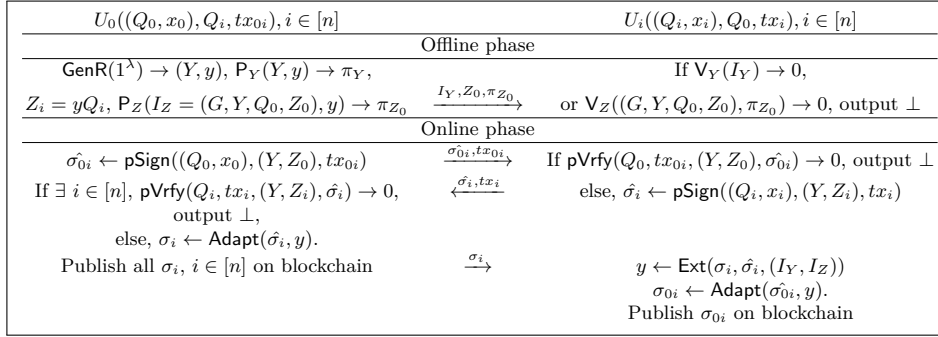 U_0((Q_0, x_0), Q_i, tx_{0i}), i ∈ [n] U_i((Q_i, x_i), Q_0, tx_i), i ∈ [n]
Offline phase
GenR(1^λ) → (Y, y), P_Y(Y, y) → π_Y, If V_Y(I_Y) → 0,
Z_i = yQ_i, P_Z(I_Z = (G, Y, Q_0, Z_0), y) → π_{Z_0} I_Y, Z_0, π_{Z_0} → or V_Z((G, Y, Q_0, Z_0), π_{Z_0}) → 0, output ⊥
Online phase
σ̂_{0i} ← pSign((Q_0, x_0), (Y, Z_0), tx_{0i}) σ̂_{0i}, tx_{0i} → If pVrfy(Q_0, tx_{0i}, (Y, Z_0), σ̂_{0i}) → 0, output ⊥
If ∃ i ∈ [n], pVrfy(Q_i, tx_i, (Y, Z_i), σ̂_i) → 0, σ̂_i, tx_i ← else, σ̂_i ← pSign((Q_i, x_i), (Y, Z_i), tx_i)
output ⊥,
else, σ_i ← Adapt(σ̂_i, y).
Publish all σ_i, i ∈ [n] on blockchain σ_i → y ← Ext(σ_i, σ̂_i, (I_Y, I_Z))
σ_{0i} ← Adapt(σ̂_{0i}, y).
Publish σ_{0i} on blockchain